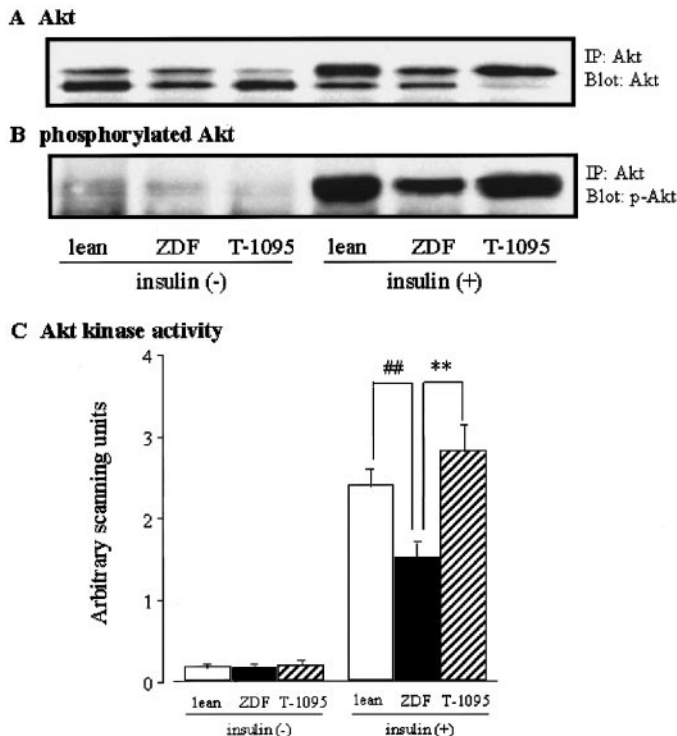 A Akt
IP: Akt
Blot: Akt
B phosphorylated Akt
IP: Akt
Blot: p-Akt
lean ZDF T-1095 lean ZDF T-1095
insulin (-) insulin (+)
C Akt kinase activity
Arbitrary scanning units
4
3
2
1
0
## **
lean ZDF T-1095 lean ZDF T-1095
insulin (-) insulin (+)